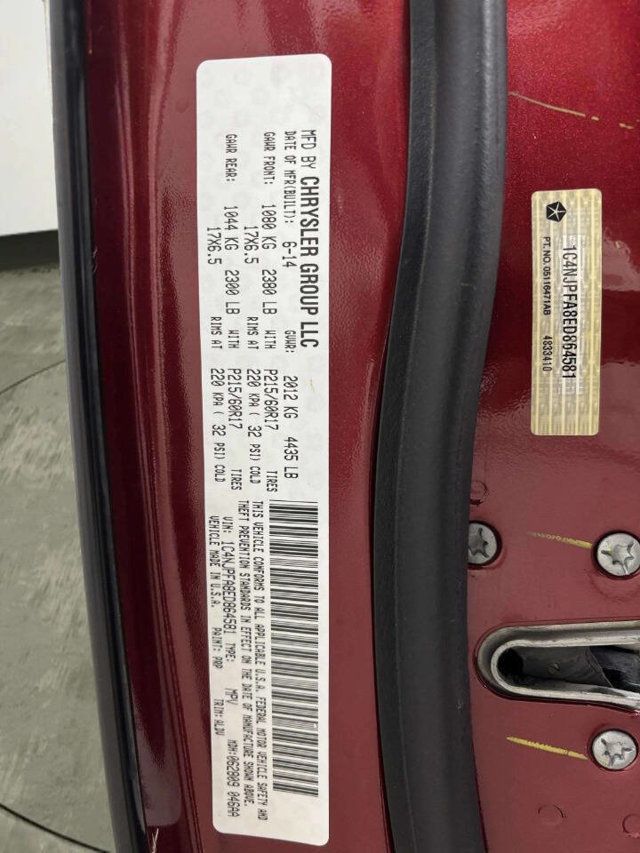 MFD BY CHRYSLER GROUP LLC
DATE OF MFR(BUILT): 6-14 GVWR: 2012 KG 4435 LB
GAWR FRONT: 1080 KG 2380 LB WITH P215/60R17 TIRES
17X6.5 RIMS AT 220 KPA ( 32 PSI) COLD
GAWR REAR: 1044 KG 2300 LB WITH P215/60R17 TIRES
17X6.5 RIMS AT 220 KPA ( 32 PSI) COLD
THIS VEHICLE CONFORMS TO ALL APPLICABLE U.S.A. FEDERAL MOTOR VEHICLE SAFETY AND
THEFT PREVENTION STANDARDS IN EFFECT ON THE DATE OF MANUFACTURE SHOWN ABOVE.
VIN: 1C4NJPFA8ED864581 TYPE: MPV MDH:062809 046AA
VEHICLE MADE IN U.S.A. PAINT: PRP TRIM:
1C4NJPFA8ED864581
PT. NO. 05116471AB 4833410